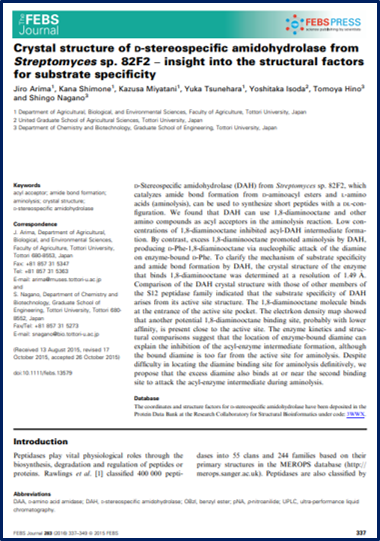 The
FEBS
Journal
FEBSPRESS
science publishing by scientists
Crystal structure of D-stereospecific amidohydrolase from
Streptomyces sp. 82F2 – insight into the structural factors
for substrate specificity
Jiro Arima¹, Kana Shimone¹, Kazusa Miyatani¹, Yuka Tsunehara¹, Yoshitaka Isoda², Tomoya Hino³
and Shingo Nagano³
1 Department of Agricultural, Biological, and Environmental Sciences, Faculty of Agriculture, Tottori University, Japan
2 United Graduate School of Agricultural Sciences, Tottori University, Japan
3 Department of Chemistry and Biotechnology, Graduate School of Engineering, Tottori University, Japan
Keywords
acyl acceptor; amide bond formation;
aminolysis; crystal structure;
D-stereospecific amidohydrolase
Correspondence
J. Arima, Department of Agricultural,
Biological, and Environmental Sciences,
Faculty of Agriculture, Tottori University,
Tottori 680-8553, Japan
Fax: +81 857 31 5347
Tel: +81 857 31 5363
E-mail: arima@muses.tottori-u.ac.jp
and
S. Nagano, Department of Chemistry and
Biotechnology, Graduate School of
Engineering, Tottori University, Tottori 680-
8552, Japan
Fax/Tel: +81 857 31 5273
E-mail: snagano@bio.tottori-u.ac.jp
(Received 13 August 2015, revised 17
October 2015, accepted 26 October 2015)
doi:10.1111/febs.13579
D-Stereospecific amidohydrolase (DAH) from Streptomyces sp. 82F2, which
catalyzes amide bond formation from D-aminoacyl esters and L-amino
acids (aminolysis), can be used to synthesize short peptides with a DL-con-
figuration. We found that DAH can use 1,8-diaminooctane and other
amino compounds as acyl acceptors in the aminolysis reaction. Low con-
centrations of 1,8-diaminooctane inhibited acyl-DAH intermediate forma-
tion. By contrast, excess 1,8-diaminooctane promoted aminolysis by DAH,
producing D-Phe-1,8-diaminooctane via nucleophilic attack of the diamine
on enzyme-bound D-Phe. To clarify the mechanism of substrate specificity
and amide bond formation by DAH, the crystal structure of the enzyme
that binds 1,8-diaminooctane was determined at a resolution of 1.49 Å.
Comparison of the DAH crystal structure with those of other members of
the S12 peptidase family indicated that the substrate specificity of DAH
arises from its active site structure. The 1,8-diaminooctane molecule binds
at the entrance of the active site pocket. The electrkon density map showed
that another potential 1,8-diaminooctane binding site, probably with lower
affinity, is present close to the active site. The enzyme kinetics and struc-
tural comparisons suggest that the location of enzyme-bound diamine can
explain the inhibition of the acyl-enzyme intermediate formation, although
the bound diamine is too far from the active site for aminolysis. Despite
difficulty in locating the diamine binding site for aminolysis definitively, we
propose that the excess diamine also binds at or near the second binding
site to attack the acyl-enzyme intermediate during aminolysis.
Database
The coordinates and structure factors for D-stereospecific amidohydrolase have been deposited in the
Protein Data Bank at the Research Collaboratory for Structural Bioinformatics under code: 3WWX.
Introduction
Peptidases play vital physiological roles through the
biosynthesis, degradation and regulation of peptides or
proteins. Rawlings et al. [1] classified 400 000 pepti-
dases into 55 clans and 244 families based on their
primary structures in the MEROPS database (http://
merops.sanger.ac.uk). Peptidases are also classified by
Abbreviations
DAA, D-amino acid amidase; DAH, D-stereospecific amidohydrolase; OBzl, benzyl ester; pNA, p-nitroanilide; UPLC, ultra-performance liquid
chromatography.
FEBS Journal 283 (2016) 337–349 © 2015 FEBS
337